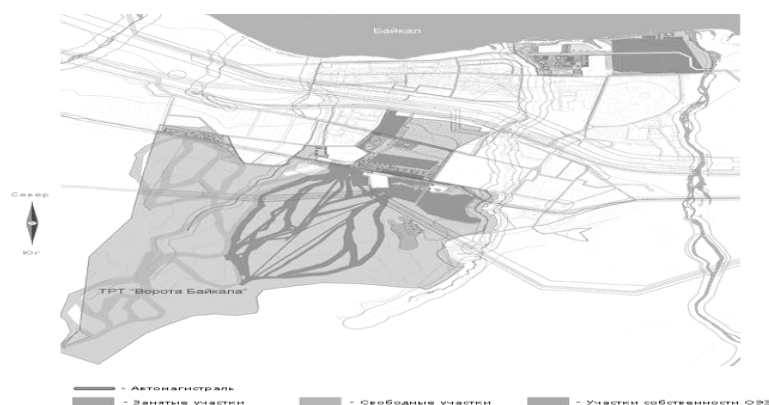 Байкал
Север
Юг
ТРТ "Ворота Байкала"
- Автомагистраль
- Занятые участки
- Свободные участки
- Участки собственности ОЭЗ